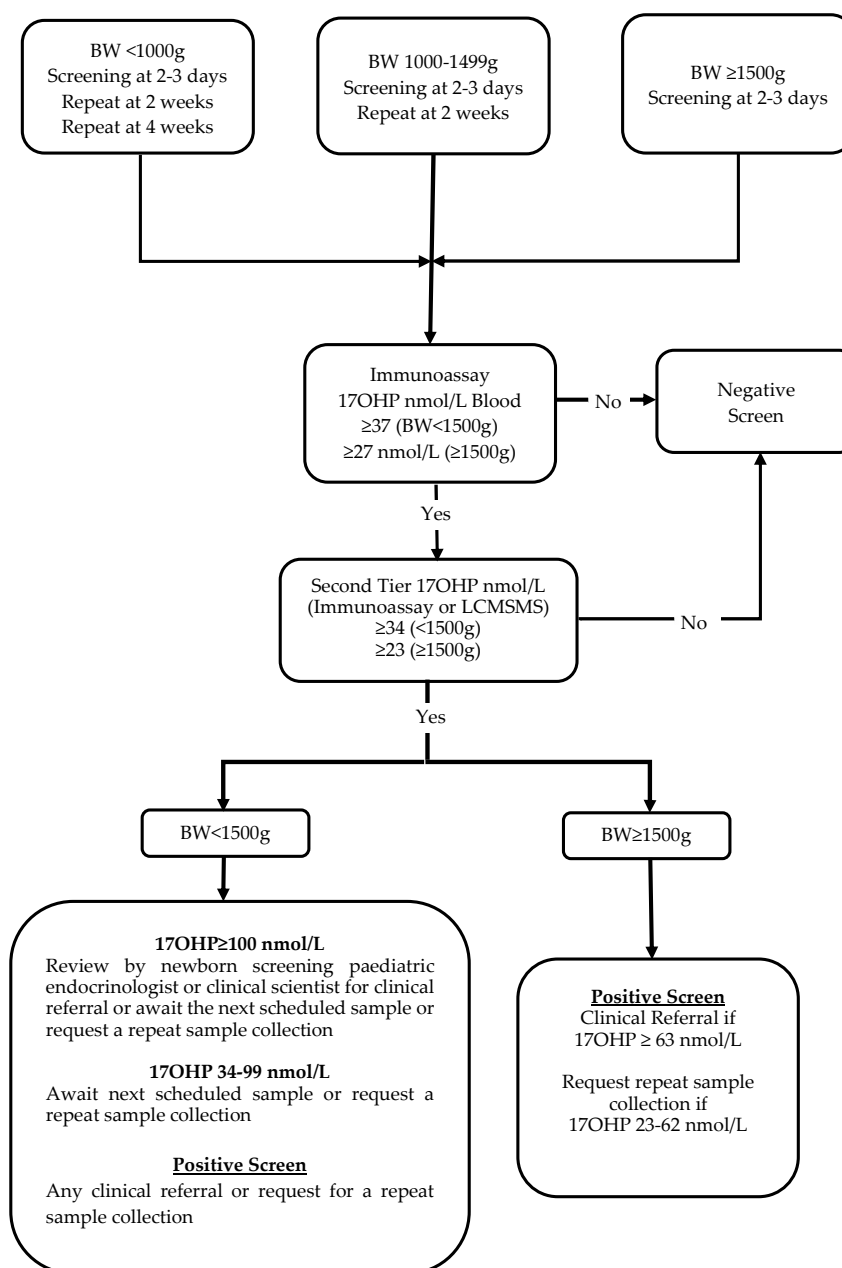 BW <1000g
Screening at 2-3 days
Repeat at 2 weeks
Repeat at 4 weeks
BW 1000-1499g
Screening at 2-3 days
Repeat at 2 weeks
BW ≥1500g
Screening at 2-3 days
Immunoassay
17OHP nmol/L Blood
≥37 (BW<1500g)
≥27 nmol/L (≥1500g)
No
Negative
Screen
Yes
Second Tier 17OHP nmol/L
(Immunoassay or LCMSMS)
≥34 (<1500g)
≥23 (≥1500g)
No
Yes
BW<1500g
BW≥1500g
17OHP≥100 nmol/L
Review by newborn screening paediatric
endocrinologist or clinical scientist for clinical
referral or await the next scheduled sample or
request a repeat sample collection
17OHP 34-99 nmol/L
Await next scheduled sample or request a
repeat sample collection
Positive Screen
Any clinical referral or request for a repeat
sample collection
Positive Screen
Clinical Referral if
17OHP ≥ 63 nmol/L
Request repeat sample
collection if
17OHP 23-62 nmol/L